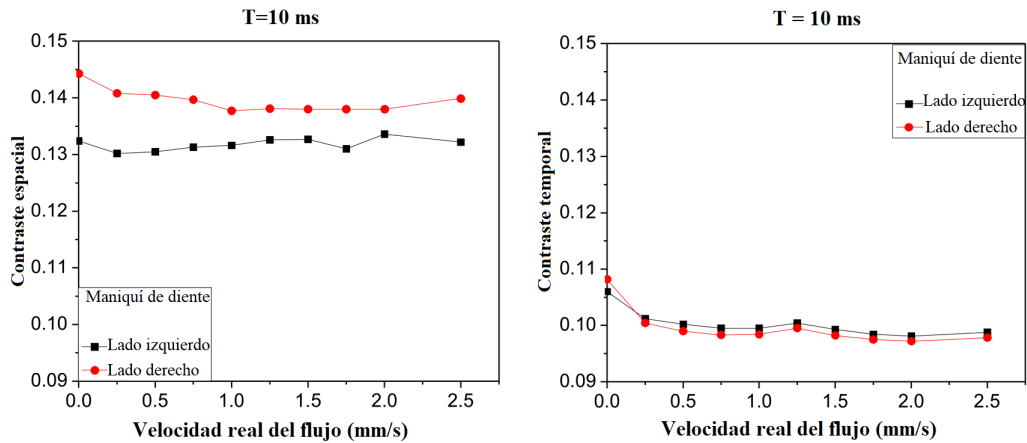 T=10 ms
0.15
0.14
0.13
0.12
0.11
0.10
0.09
Contraste espacial
Maniquí de diente
Lado izquierdo
Lado derecho
0.0 0.5 1.0 1.5 2.0 2.5
Velocidad real del flujo (mm/s)
T = 10 ms
0.15
0.14
0.13
0.12
0.11
0.10
0.09
Contraste temporal
Maniquí de diente
Lado izquierdo
Lado derecho
0.0 0.5 1.0 1.5 2.0 2.5
Velocidad real del flujo (mm/s)